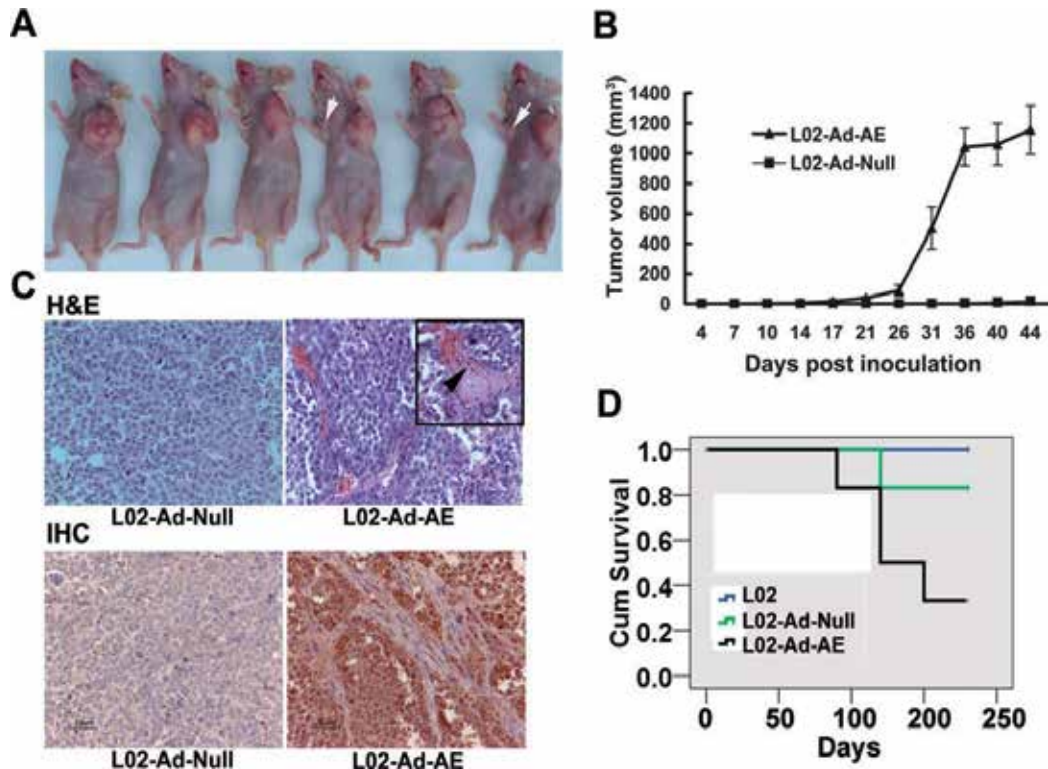 A
B
Tumor volume (mm³)
1400
1200
1000
800
600
400
200
0
L02-Ad-AE
L02-Ad-Null
4 7 10 14 17 21 26 31 36 40 44
Days post inoculation
C
H&E
L02-Ad-Null L02-Ad-AE
IHC
L02-Ad-Null L02-Ad-AE
D
Cum Survival
1.0
0.8
0.6
0.4
0.2
0.0
L02
L02-Ad-Null
L02-Ad-AE
0 50 100 200 250
Days